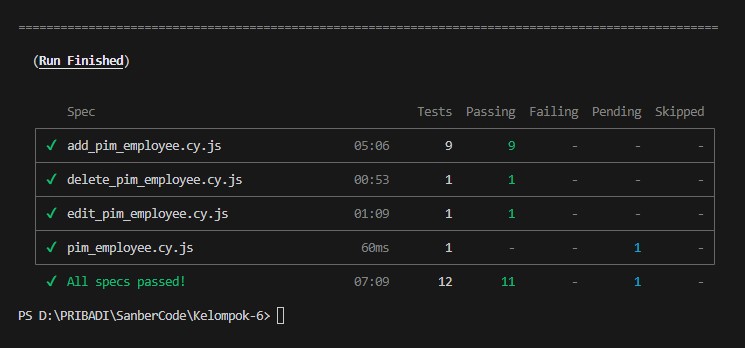 ================================================================================
(Run Finished)
Spec Tests Passing Failing Pending Skipped
✓ add_pim_employee.cy.js 05:06 9 9 - - -
✓ delete_pim_employee.cy.js 00:53 1 1 - - -
✓ edit_pim_employee.cy.js 01:09 1 1 - - -
✓ pim_employee.cy.js 60ms 1 - - 1 -
✓ All specs passed! 07:09 12 11 - 1 -
PS D:\PRIBADI\SanberCode\Kelompok-6>